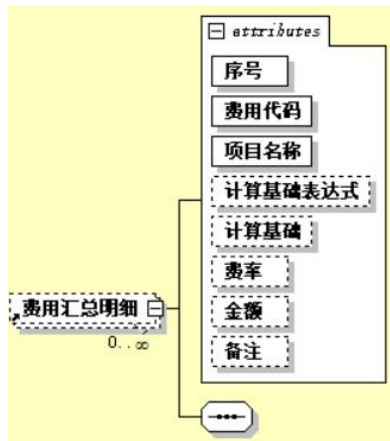 attributes
序号
费用代码
项目名称
计算基础表达式
计算基础
费率
金额
备注
费用汇总明细
0..∞